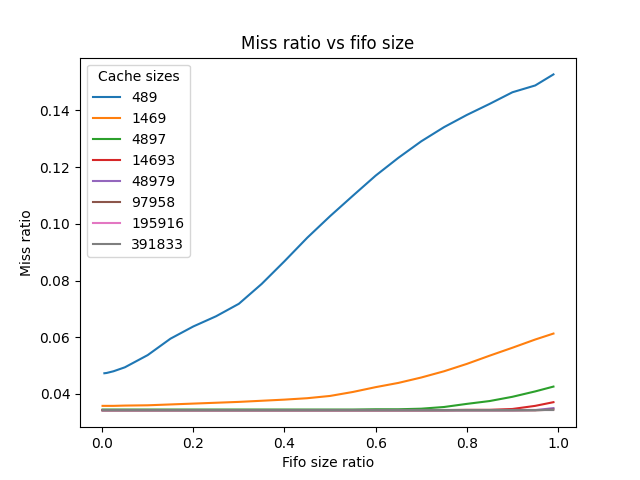 Miss ratio vs fifo size
Cache sizes
489
1469
4897
14693
48979
97958
195916
391833
Miss ratio
0.14
0.12
0.10
0.08
0.06
0.04
0.0 0.2 0.4 0.6 0.8 1.0
Fifo size ratio